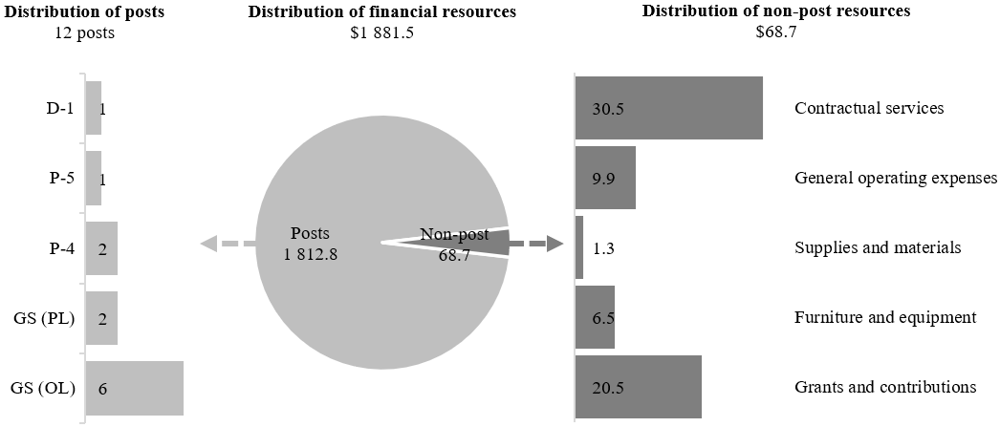 Distribution of posts
12 posts
D-1
1
P-5
1
P-4
2
GS (PL)
2
GS (OL)
6
Distribution of financial resources
$1 881.5
Posts
1 812.8
Non-post
68.7
Distribution of non-post resources
$68.7
30.5
Contractual services
9.9
General operating expenses
1.3
Supplies and materials
6.5
Furniture and equipment
20.5
Grants and contributions